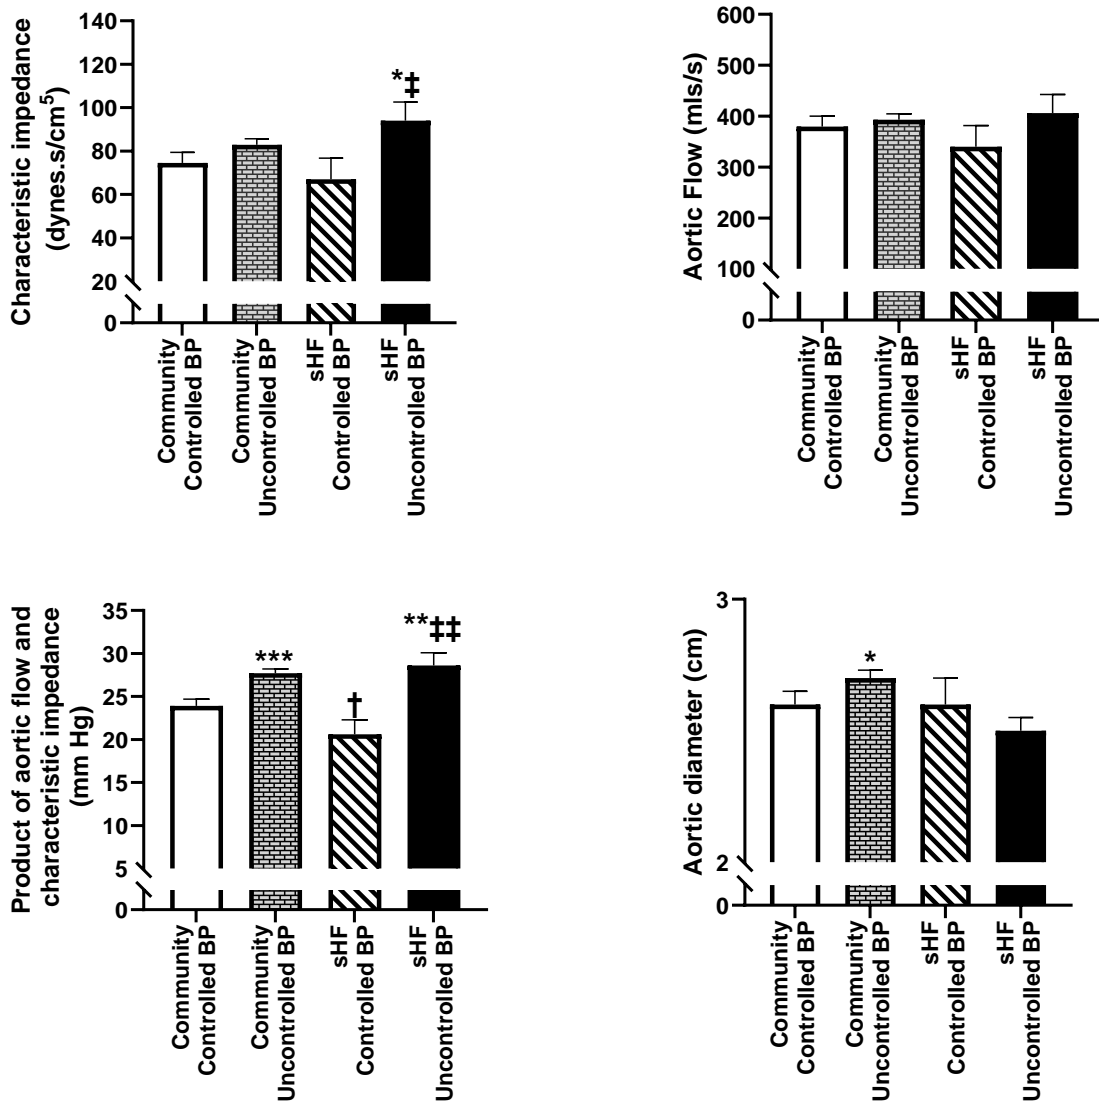 Characteristic impedance
(dynes.s/cm5)
140
120
100
80
60
40
20
0
*‡
Community
Controlled BP
Community
Uncontrolled BP
sHF
Controlled BP
sHF
Uncontrolled BP
Aortic Flow (mls/s)
600
500
400
300
200
100
0
Community
Controlled BP
Community
Uncontrolled BP
sHF
Controlled BP
sHF
Uncontrolled BP
Product of aortic flow and
characteristic impedance
(mm Hg)
35
30
25
20
15
10
5
0
***
†
**‡‡
Community
Controlled BP
Community
Uncontrolled BP
sHF
Controlled BP
sHF
Uncontrolled BP
Aortic diameter (cm)
3
2
0
*
Community
Controlled BP
Community
Uncontrolled BP
sHF
Controlled BP
sHF
Uncontrolled BP